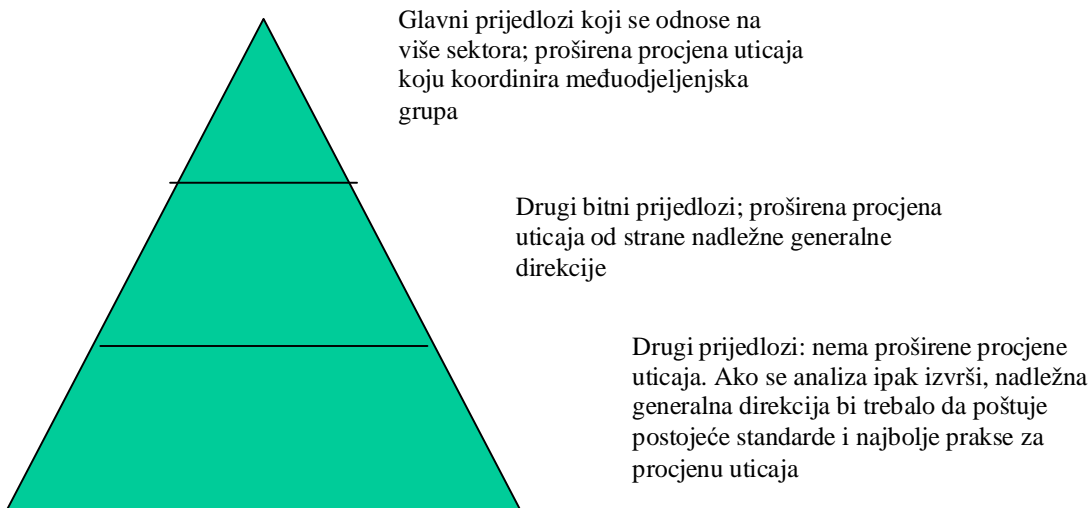 Glavni prijedlozi koji se odnose na
više sektora; proširena procjena uticaja
koju koordinira međuodjeljenjska
grupa
Drugi bitni prijedlozi; proširena procjena
uticaja od strane nadležne generalne
direkcije
Drugi prijedlozi: nema proširene procjene
uticaja. Ako se analiza ipak izvrši, nadležna
generalna direkcija bi trebalo da poštuje
postojeće standarde i najbolje prakse za
procjenu uticaja